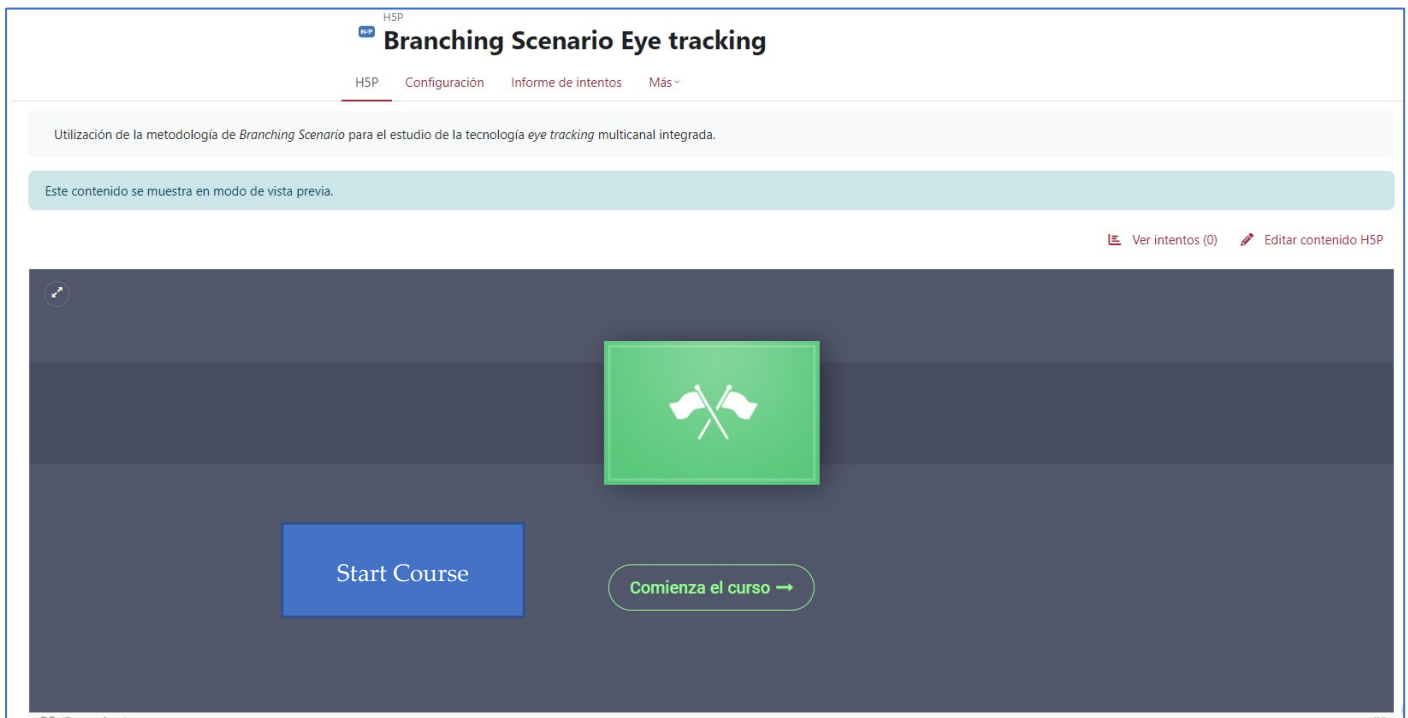 H5P
H-P Branching Scenario Eye tracking
H5P Configuración Informe de intentos Más
Utilización de la metodología de Branching Scenario para el estudio de la tecnología eye tracking multicanal integrada.
Este contenido se muestra en modo de vista previa.
Ver intentos (0) Editar contenido H5P
Start Course
Comienza el curso →